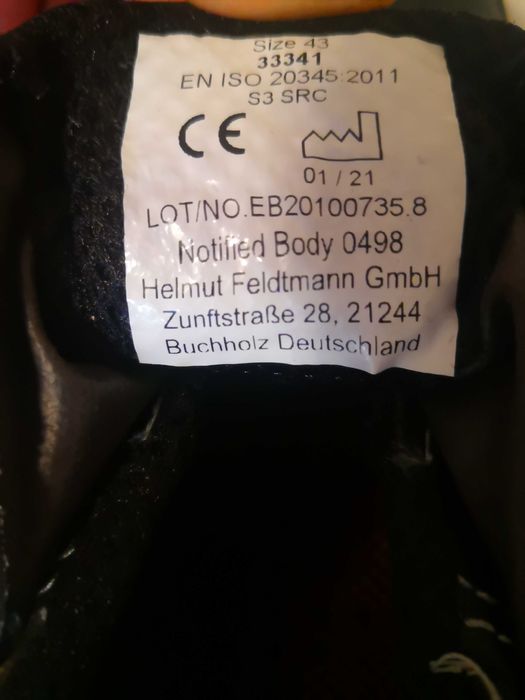 Size 43
33341
EN ISO 20345:2011
S3 SRC
CE
01 / 21
LOT/NO.EB20100735.8
Notified Body 0498
Helmut Feldtmann GmbH
Zunftstraße 28, 21244
Buchholz Deutschland